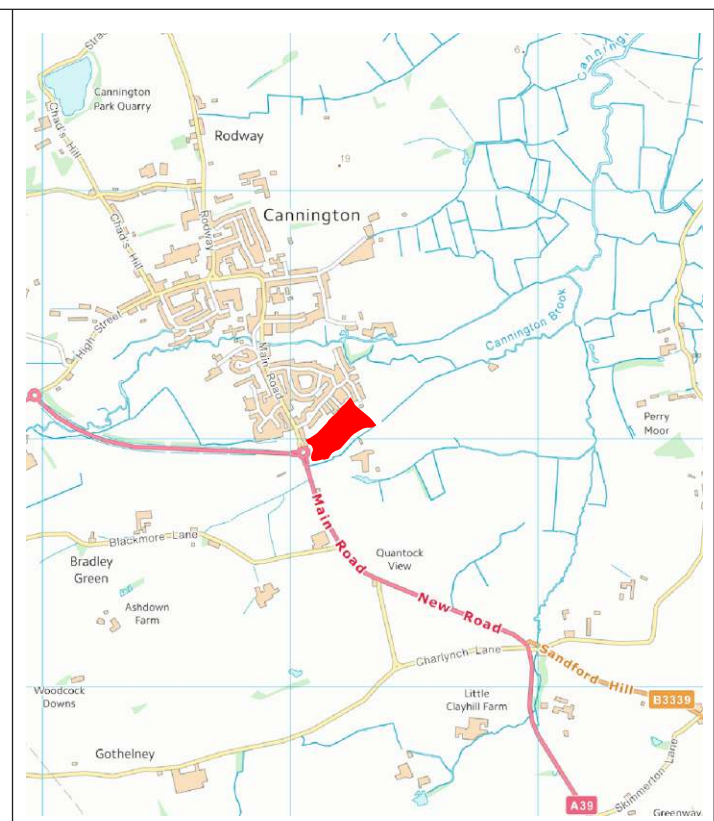 6
Cannington
Park Quarry
Chad's Hill
Rodway
19
Cannington
Rodway
Chad's Hill
High Street
Main Road
Cannington Brook
Perry
Moor
Main Road
Blackmore Lane
Bradley
Green
Quantock
View
Ashdown
Farm
New Road
Charlynch Lane
Sandford Hill
B3339
Woodcock
Downs
Little
Clayhill Farm
Gothelney
Skimmerton Lane
A39
Greenway